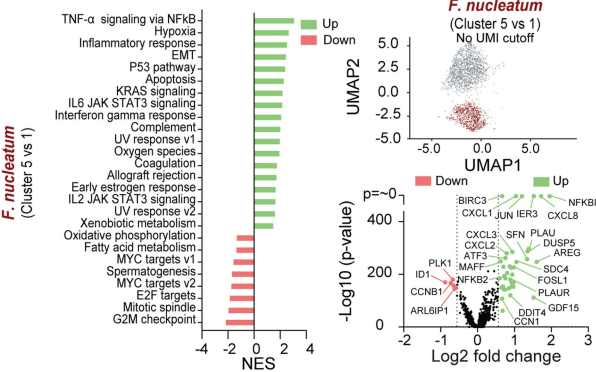 F. nucleatum
(Cluster 5 vs 1)
TNF-α signaling via NFkB
Hypoxia
Inflammatory response
EMT
P53 pathway
Apoptosis
KRAS signaling
IL6 JAK STAT3 signaling
Interferon gamma response
Complement
UV response v1
Oxygen species
Coagulation
Allograft rejection
Early estrogen response
IL2 JAK STAT3 signaling
UV response v2
Xenobiotic metabolism
Oxidative phosphorylation
Fatty acid metabolism
MYC targets v1
Spermatogenesis
MYC targets v2
E2F targets
Mitotic spindle
G2M checkpoint
-4 -2 0 2 4
NES
Up
Down
F. nucleatum
(Cluster 5 vs 1)
No UMI cutoff
UMAP2
5.0
2.5
0.0
-2.5
-5.0
-5.0 0.0 5.0
UMAP1
Down Up
-Log10 (p-value)
p=~0
400
200
0
BIRC3 NFKBI
CXCL1 JUN IER3 CXCL8
CXCL3 SFN PLAU
CXCL2 DUSP5
ATF3 AREG
PLK1 MAFF SDC4
ID1 NFKB2 FOSL1
CCNB1 PLAUR
ARL6IP1 GDF15
DDIT4
CCN1
-2 -1 0 1 2 3
Log2 fold change